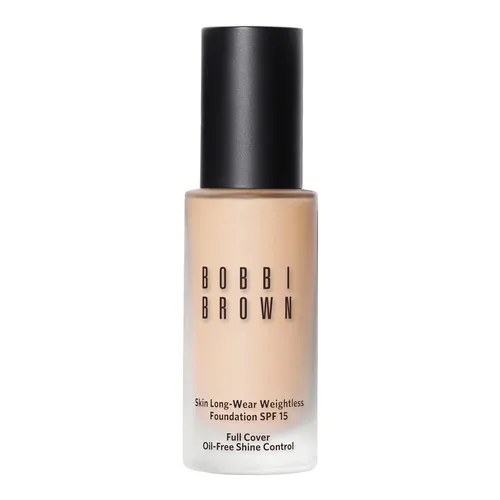 BOBBI
BROWN
Skin Long-Wear Weightless
Foundation SPF 15
Full Cover
Oil-Free Shine Control